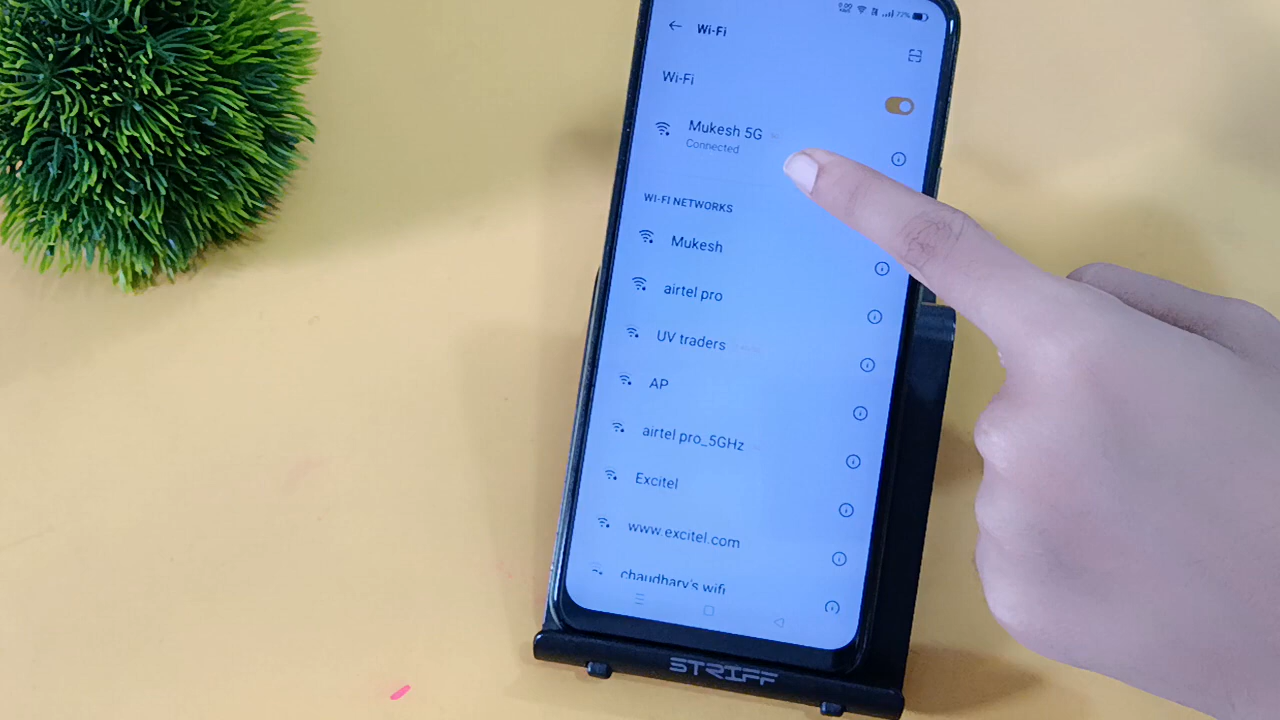 72%
Wi-Fi
Wi-Fi
Mukesh 5G
Connected
WI-FI NETWORKS
Mukesh
airtel pro
UV traders
AP
airtel pro_5GHz
Excitel
www.excitel.com
chaudhary's wifi
STRIFF